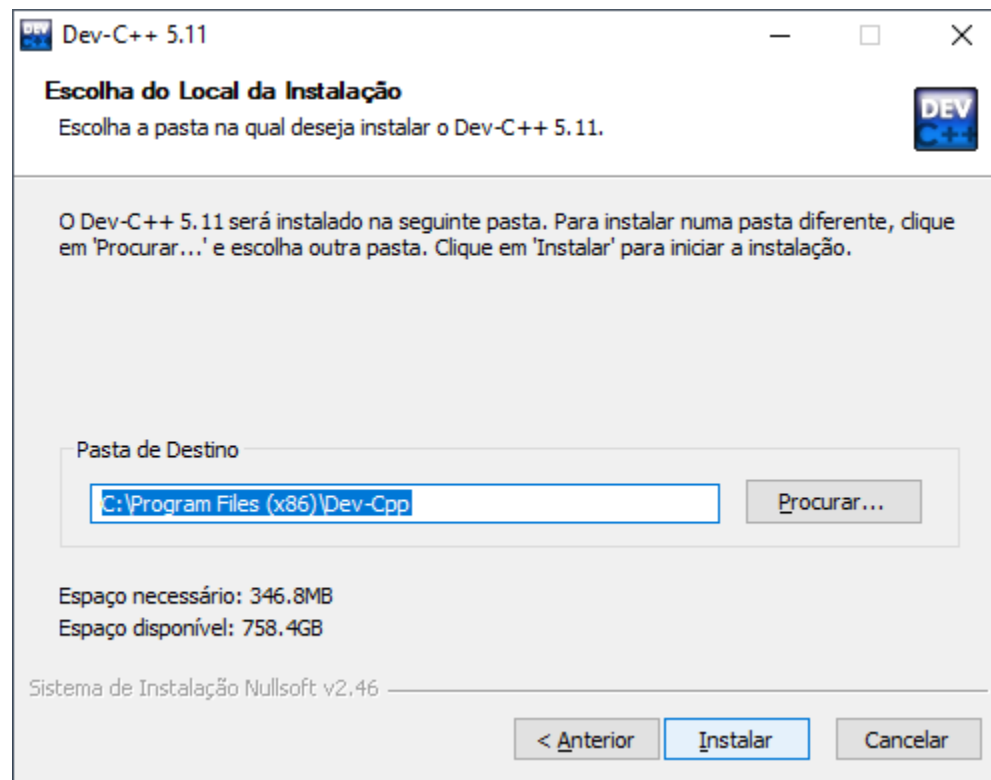 Dev-C++ 5.11
Escolha do Local da Instalação
Escolha a pasta na qual deseja instalar o Dev-C++ 5.11.
DEV
C++
O Dev-C++ 5.11 será instalado na seguinte pasta. Para instalar numa pasta diferente, clique
em 'Procurar...' e escolha outra pasta. Clique em 'Instalar' para iniciar a instalação.
Pasta de Destino
C:\Program Files (x86)\Dev-Cpp
Procurar...
Espaço necessário: 346.8MB
Espaço disponível: 758.4GB
Sistema de Instalação Nullsoft v2.46
< Anterior
Instalar
Cancelar